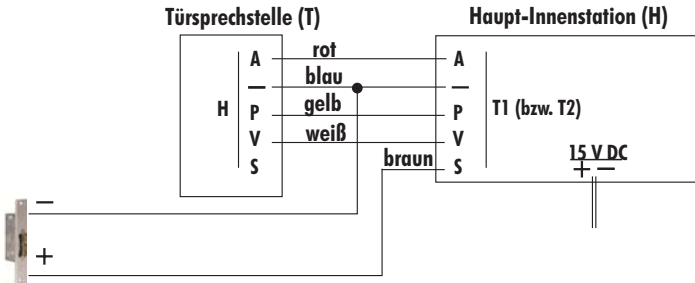 Türsprechstelle (T)
Haupt-Innenstation (H)
A rot A
— blau —
H P gelb P T1 (bzw. T2)
V weiß V
S braun S
15 V DC
+ −
−
+